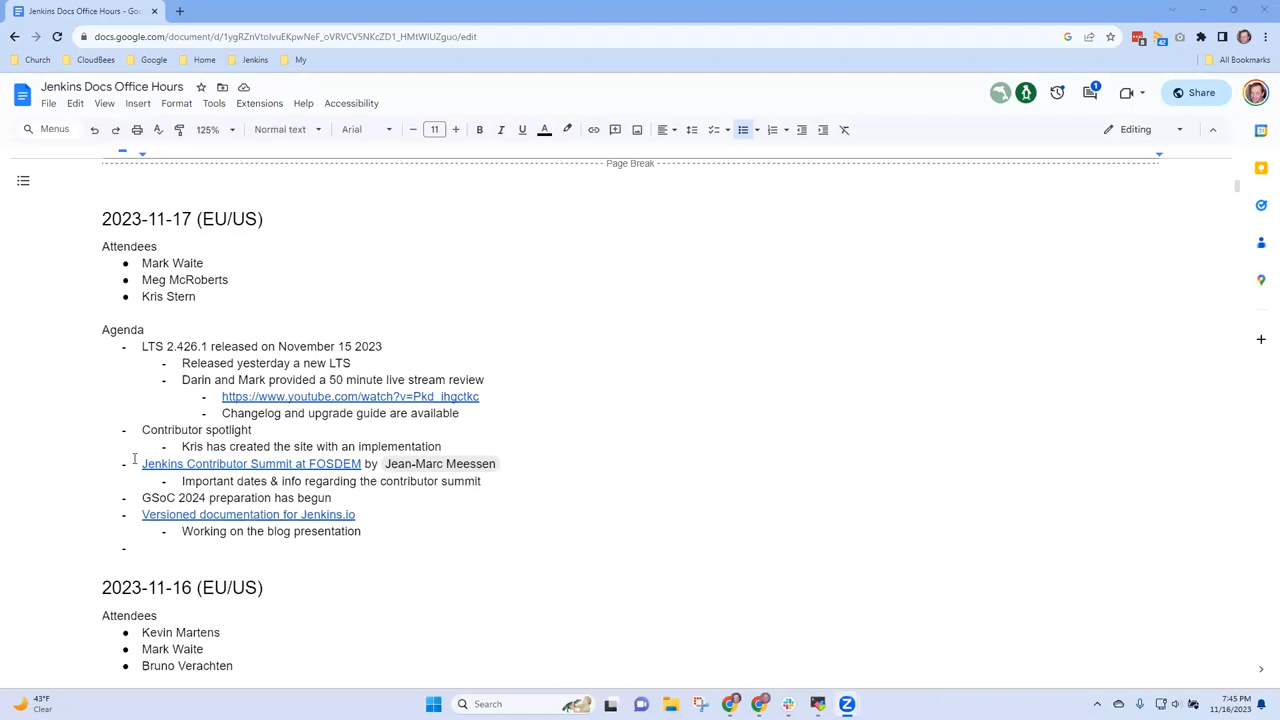 Jenkins Docs Office Hours - Goo
docs.google.com/document/d/1ygRZnVtoIvuEKpwNeF_oVRVCV5NKcZD1_HMtWIUZguo/edit
Church
CloudBees
Google
Home
Jenkins
My
All Bookmarks
Jenkins Docs Office Hours
File Edit View Insert Format Tools Extensions Help Accessibility
1
Share
Menus
125%
Normal text
Arial
11
B I U A
Editing
Page Break
2023-11-17 (EU/US)
Attendees
● Mark Waite
● Meg McRoberts
● Kris Stern
Agenda
- LTS 2.426.1 released on November 15 2023
- Released yesterday a new LTS
- Darin and Mark provided a 50 minute live stream review
- https://www.youtube.com/watch?v=Pkd_ihgctkc
- Changelog and upgrade guide are available
- Contributor spotlight
- Kris has created the site with an implementation
- Jenkins Contributor Summit at FOSDEM by Jean-Marc Meessen
- Important dates & info regarding the contributor summit
- GSoC 2024 preparation has begun
- Versioned documentation for Jenkins.io
- Working on the blog presentation
-
2023-11-16 (EU/US)
Attendees
● Kevin Martens
● Mark Waite
● Bruno Verachten
43°F
Clear
Search
7:45 PM
11/16/2023